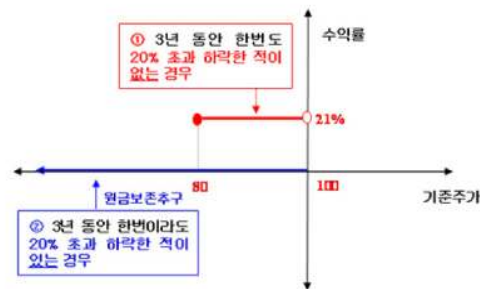 ① 3년 동안 한번도
20% 초과 하락한 적이
없는 경우
수익률
21%
80
100
기준주가
원금보존추구
② 3년 동안 한번이라도
20% 초과 하락한 적이
있는 경우